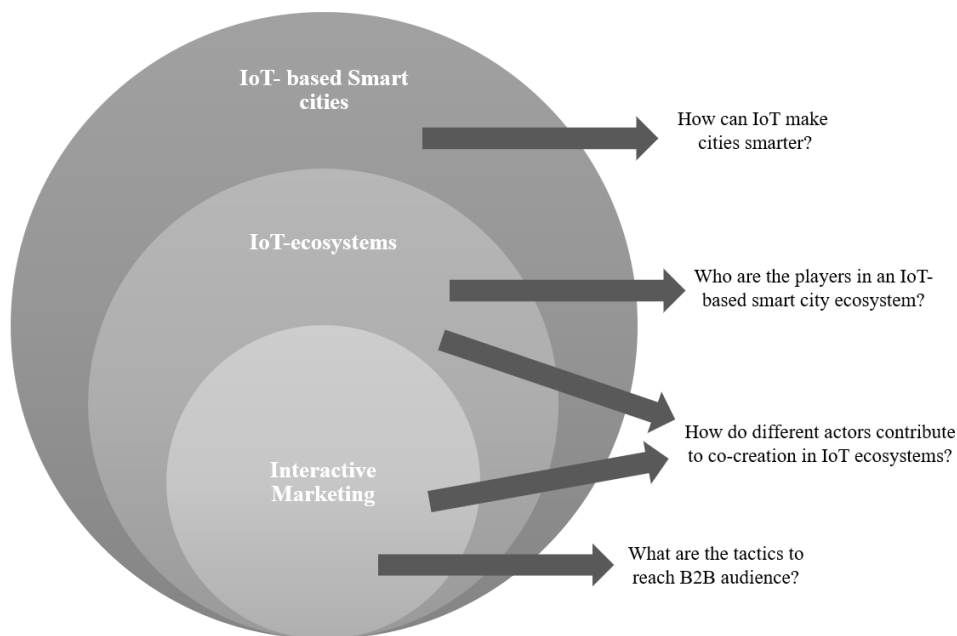 IoT- based Smart
cities
How can IoT make
cities smarter?
IoT-ecosystems
Who are the players in an IoT-
based smart city ecosystem?
How do different actors contribute
to co-creation in IoT ecosystems?
Interactive
Marketing
What are the tactics to
reach B2B audience?